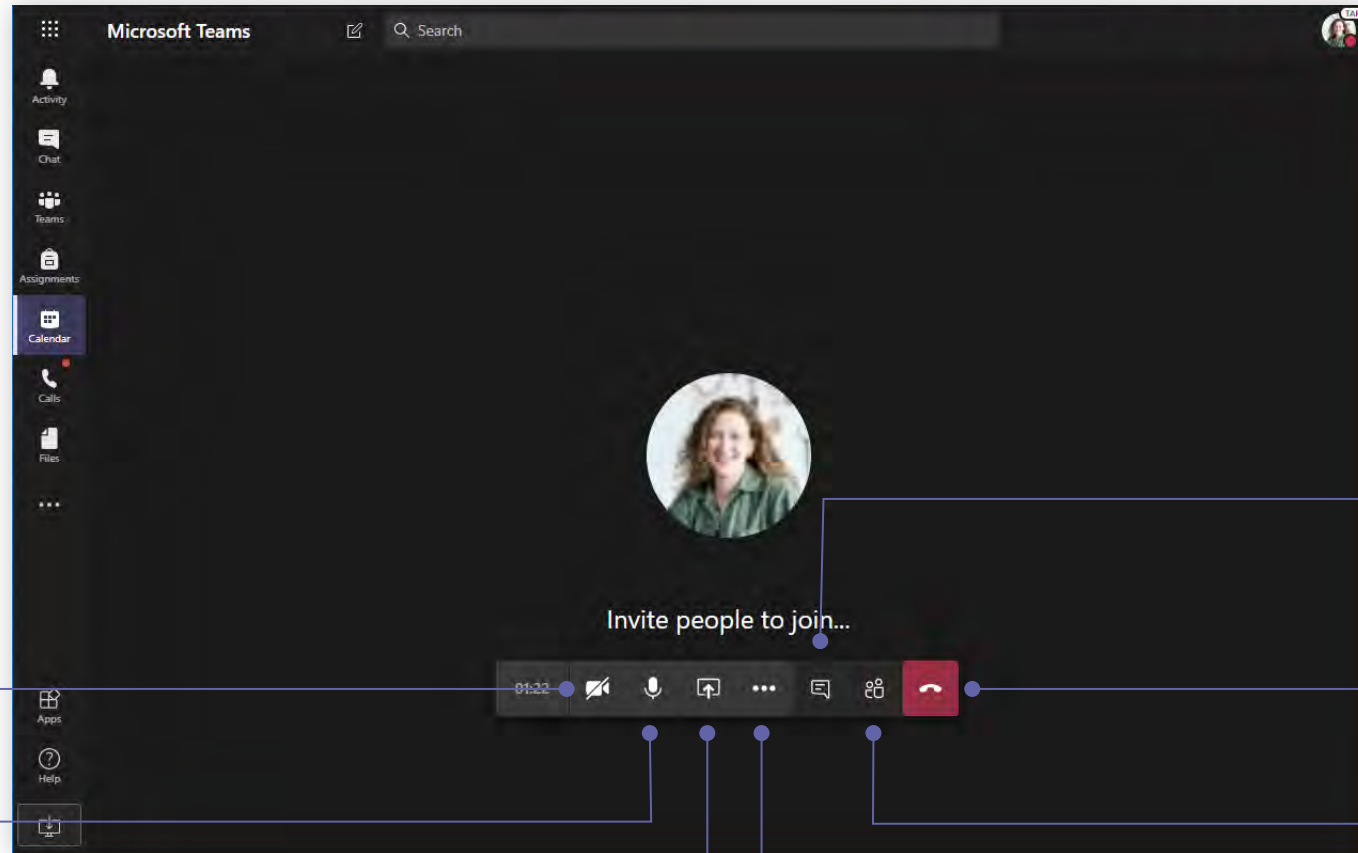 Microsoft Teams
Search
Activity
Chat
Teams
Assignments
Calendar
Calls
Files
Invite people to join...
01:22
Apps
Help